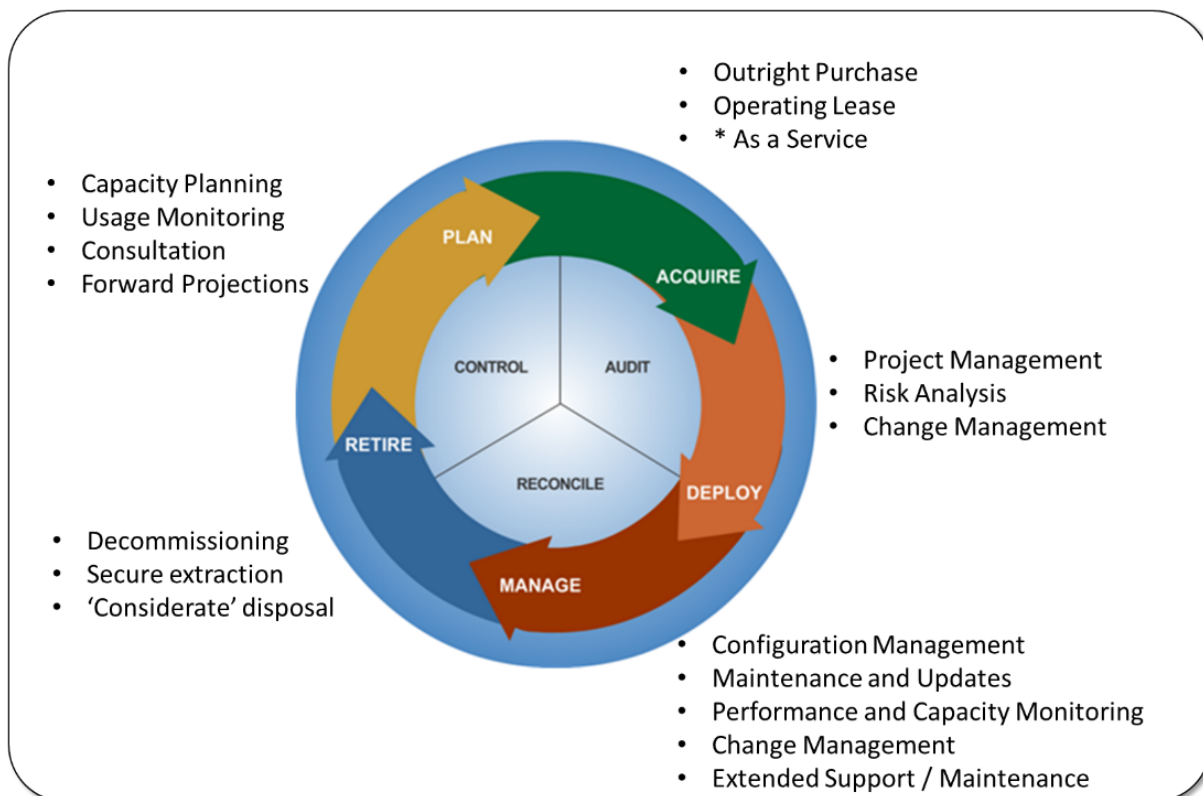 • Outright Purchase
• Operating Lease
• * As a Service
• Capacity Planning
• Usage Monitoring
• Consultation
• Forward Projections
PLAN
ACQUIRE
CONTROL
AUDIT
• Project Management
• Risk Analysis
• Change Management
RETIRE
RECONCILE
DEPLOY
• Decommissioning
• Secure extraction
• ‘Considerate’ disposal
MANAGE
• Configuration Management
• Maintenance and Updates
• Performance and Capacity Monitoring
• Change Management
• Extended Support / Maintenance